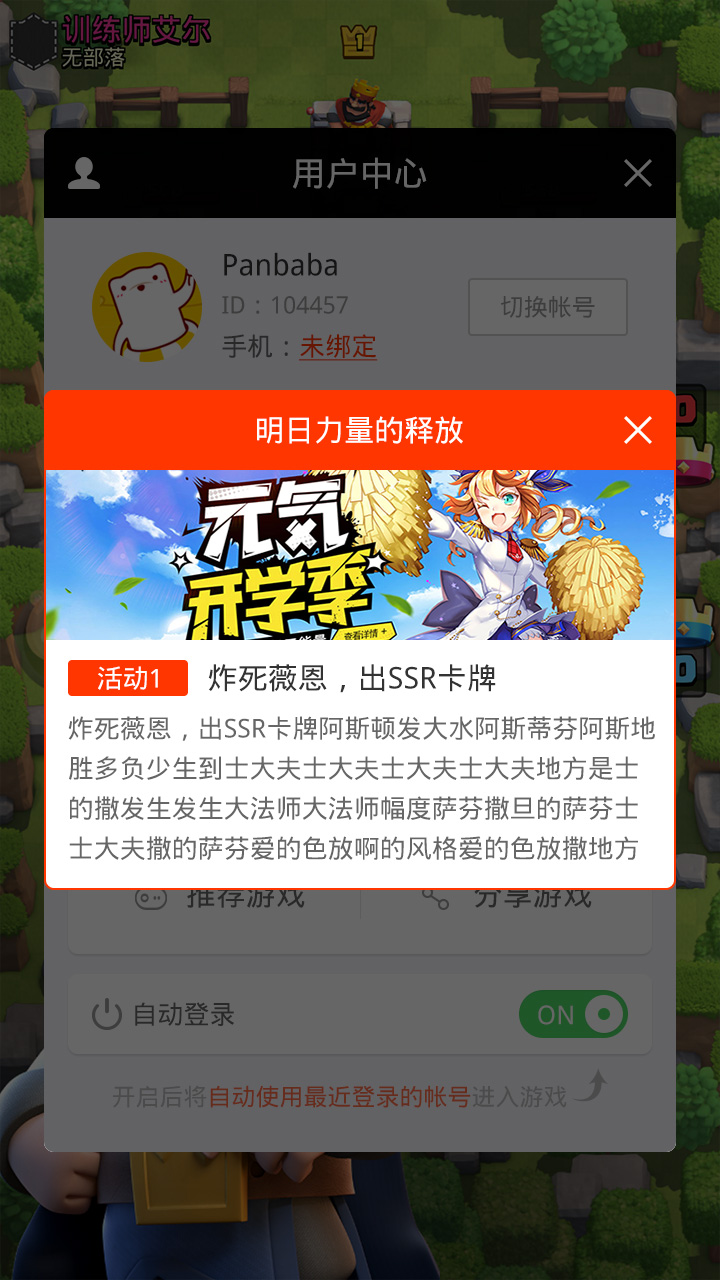 训练师艾尔
无部落
1
用户中心
Panbaba
ID：104457
切换帐号
手机：未绑定
明日力量的释放
元気
开学季
查看详情
活动1 炸死薇恩，出SSR卡牌
炸死薇恩，出SSR卡牌阿斯顿发大水阿斯蒂芬阿斯地
胜多负少生到士大夫士大夫士大夫士大夫地方是士
的撒发生发生大法师大法师幅度萨芬撒旦的萨芬士
士大夫撒的萨芬爱的色放啊的风格爱的色放撒地方
推荐游戏 分享游戏
自动登录 ON
开启后将自动使用最近登录的帐号进入游戏